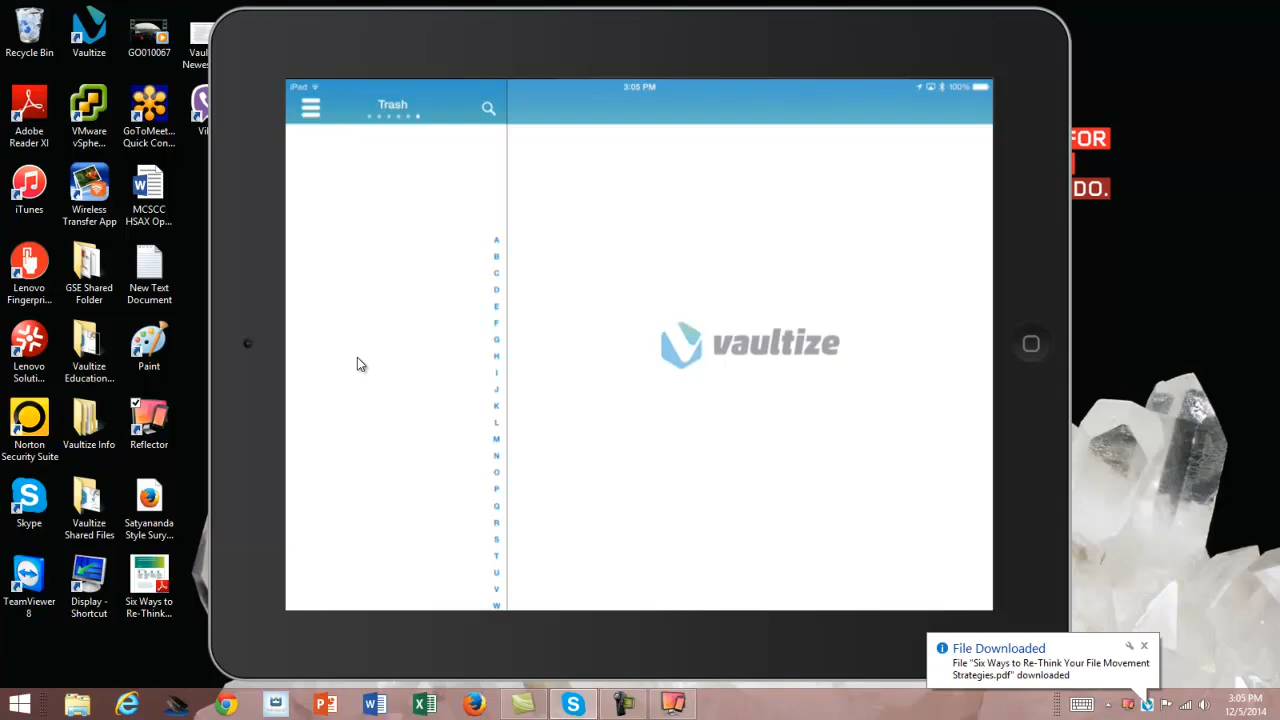 Recycle Bin
Vaultize
GO010067
Vaul
Newes
Adobe
Reader XI
VMware
vSphe...
GoToMeet...
Quick Con...
Vil
iTunes
Wireless
Transfer App
MCSCC
HSAX Op...
Lenovo
Fingerpri...
GSE Shared
Folder
New Text
Document
Lenovo
Soluti...
Vaultize
Education...
Paint
Norton
Security Suite
Vaultize Info
Reflector
Skype
Vaultize
Shared Files
Satyananda
Style Sury...
TeamViewer
8
Display -
Shortcut
Six Ways to
Re-Think...
iPad
3:05 PM
100%
Trash
A
B
C
D
E
F
G
H
I
J
K
L
M
N
O
P
Q
R
S
T
U
V
W
vaultize
FOR
DO.
File Downloaded
File "Six Ways to Re-Think Your File Movement
Strategies.pdf" downloaded
3:05 PM
12/5/2014